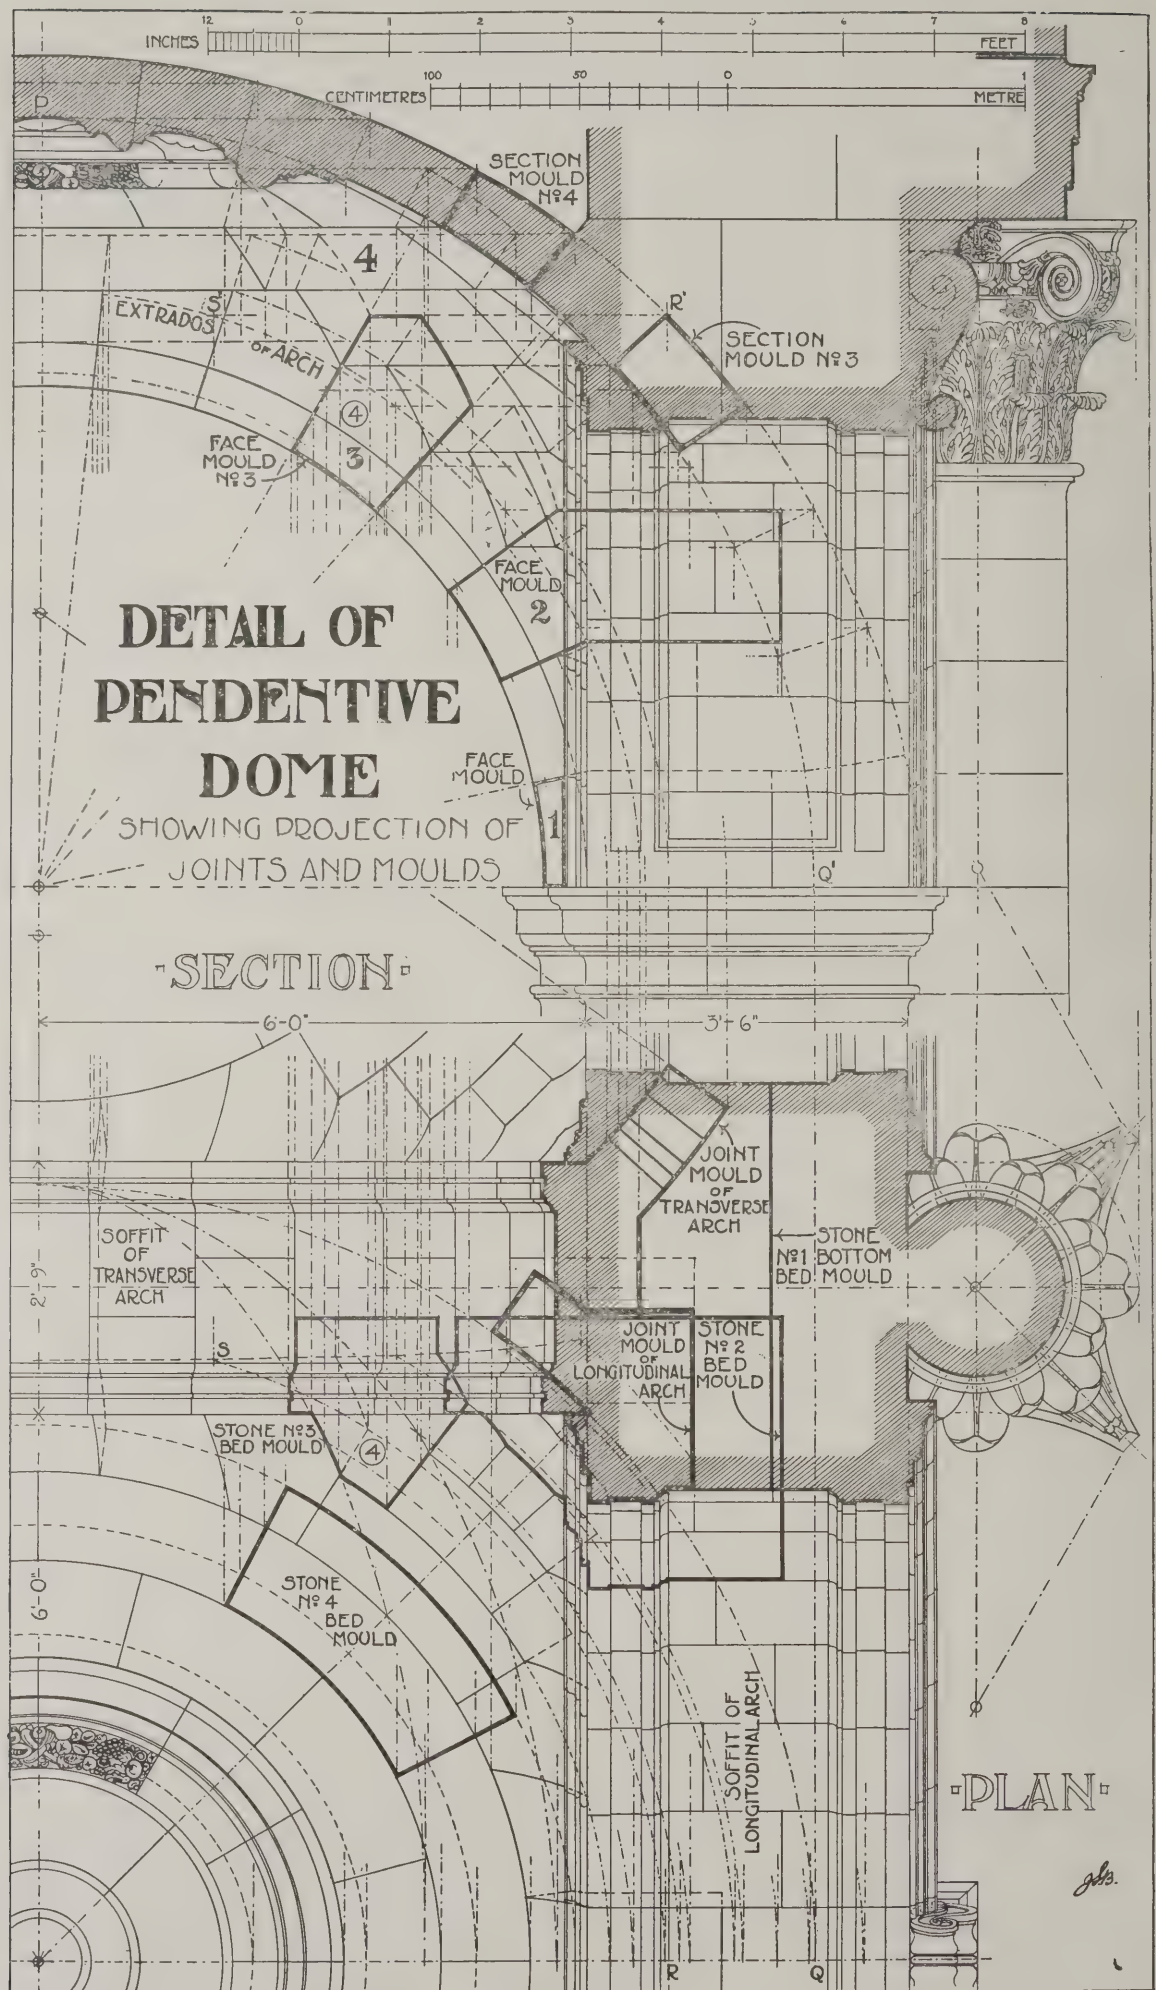 12 0 1 2 3 4 5 6 7 8
INCHES FEET
100 50 0 1
CENTIMETRES METRE
P
SECTION
MOULD
Nº4
4
S'
EXTRADOS
OF ARCH
R'
SECTION
MOULD Nº3
4
3
FACE
MOULD
Nº3
FACE
MOULD
2
DETAIL OF
PENDENTIVE
DOME
SHOWING PROJECTION OF
JOINTS AND MOULDS
FACE
MOULD
1
Q'
·SECTION·
6'-0"
3'-6"
JOINT
MOULD
OF
TRANSVERSE
ARCH
SOFFIT
OF
TRANSVERSE
ARCH
STONE
Nº1 BOTTOM
BED MOULD
2'-9"
S
JOINT
MOULD
OF
LONGITUDINAL
ARCH
STONE
Nº2
BED
MOULD
STONE Nº3
BED MOULD
4
STONE
Nº4
BED
MOULD
6'-0"
SOFFIT OF
LONGITUDINAL ARCH
·PLAN·
R Q